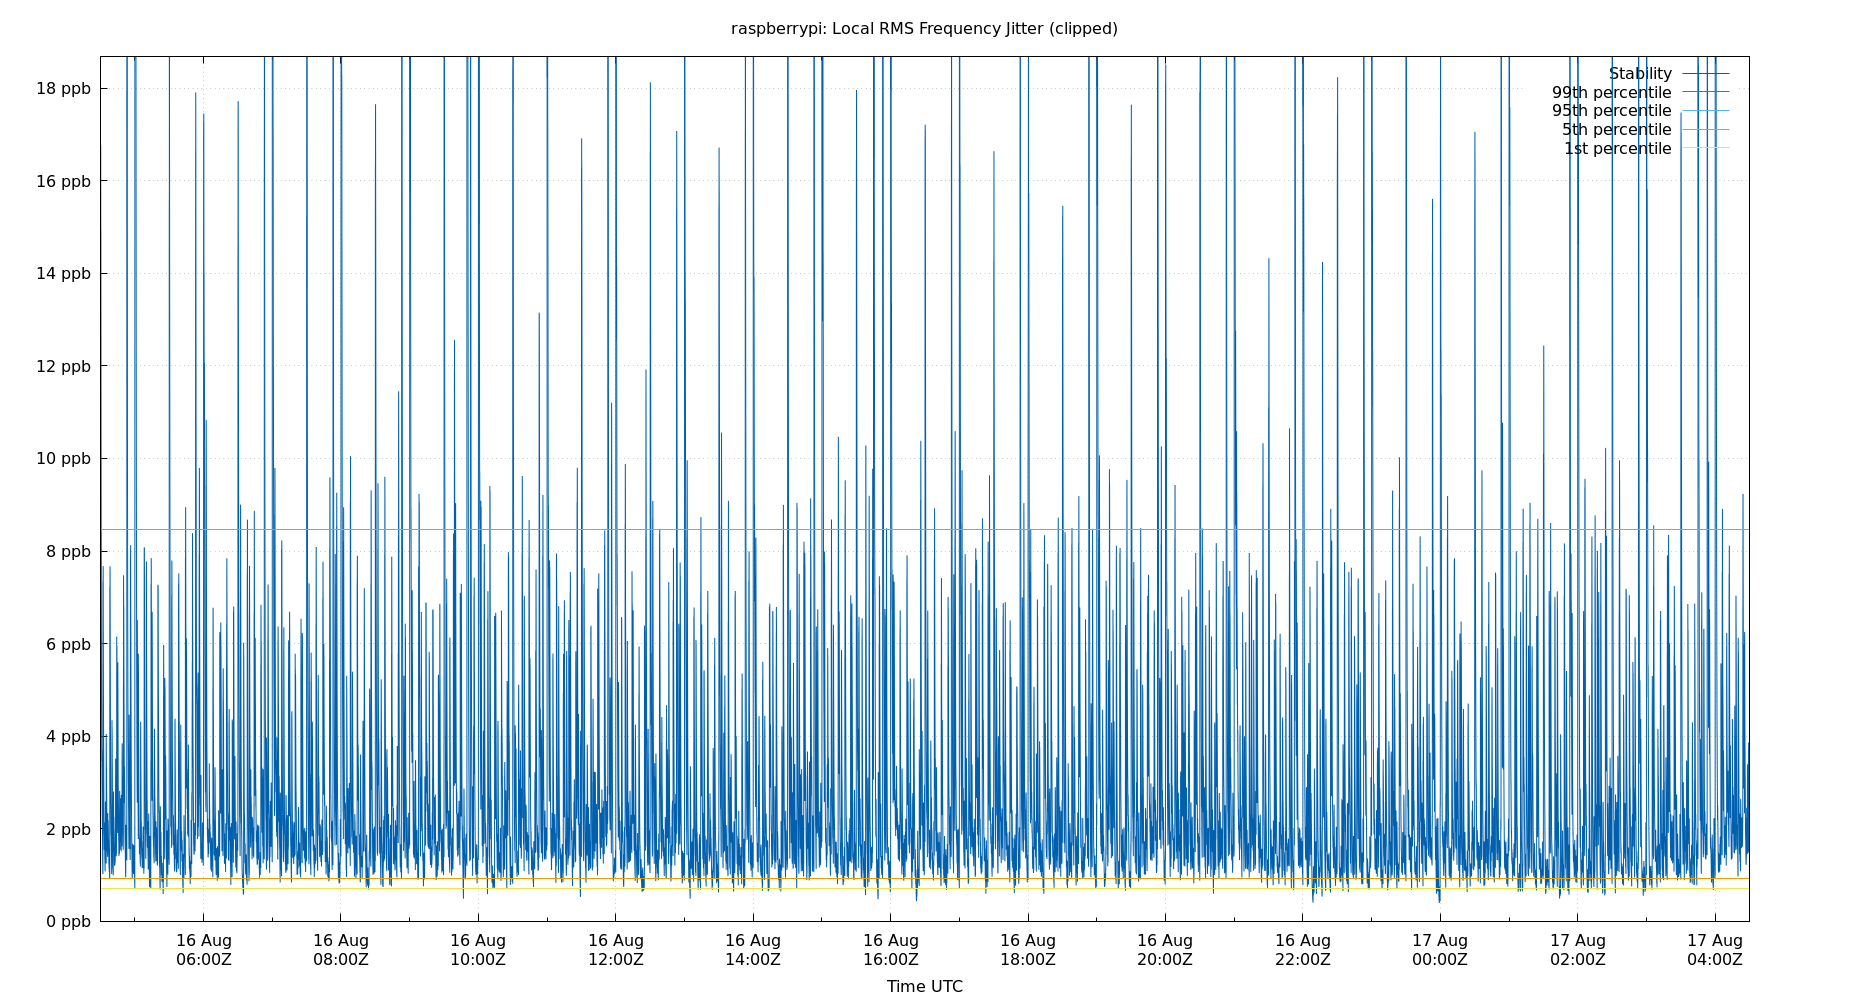 raspberrypi: Local RMS Frequency Jitter (clipped)
18 ppb
16 ppb
14 ppb
12 ppb
10 ppb
8 ppb
6 ppb
4 ppb
2 ppb
0 ppb
Stability
99th percentile
95th percentile
5th percentile
1st percentile
16 Aug
06:00Z
16 Aug
08:00Z
16 Aug
10:00Z
16 Aug
12:00Z
16 Aug
14:00Z
16 Aug
16:00Z
16 Aug
18:00Z
16 Aug
20:00Z
16 Aug
22:00Z
17 Aug
00:00Z
17 Aug
02:00Z
17 Aug
04:00Z
Time UTC